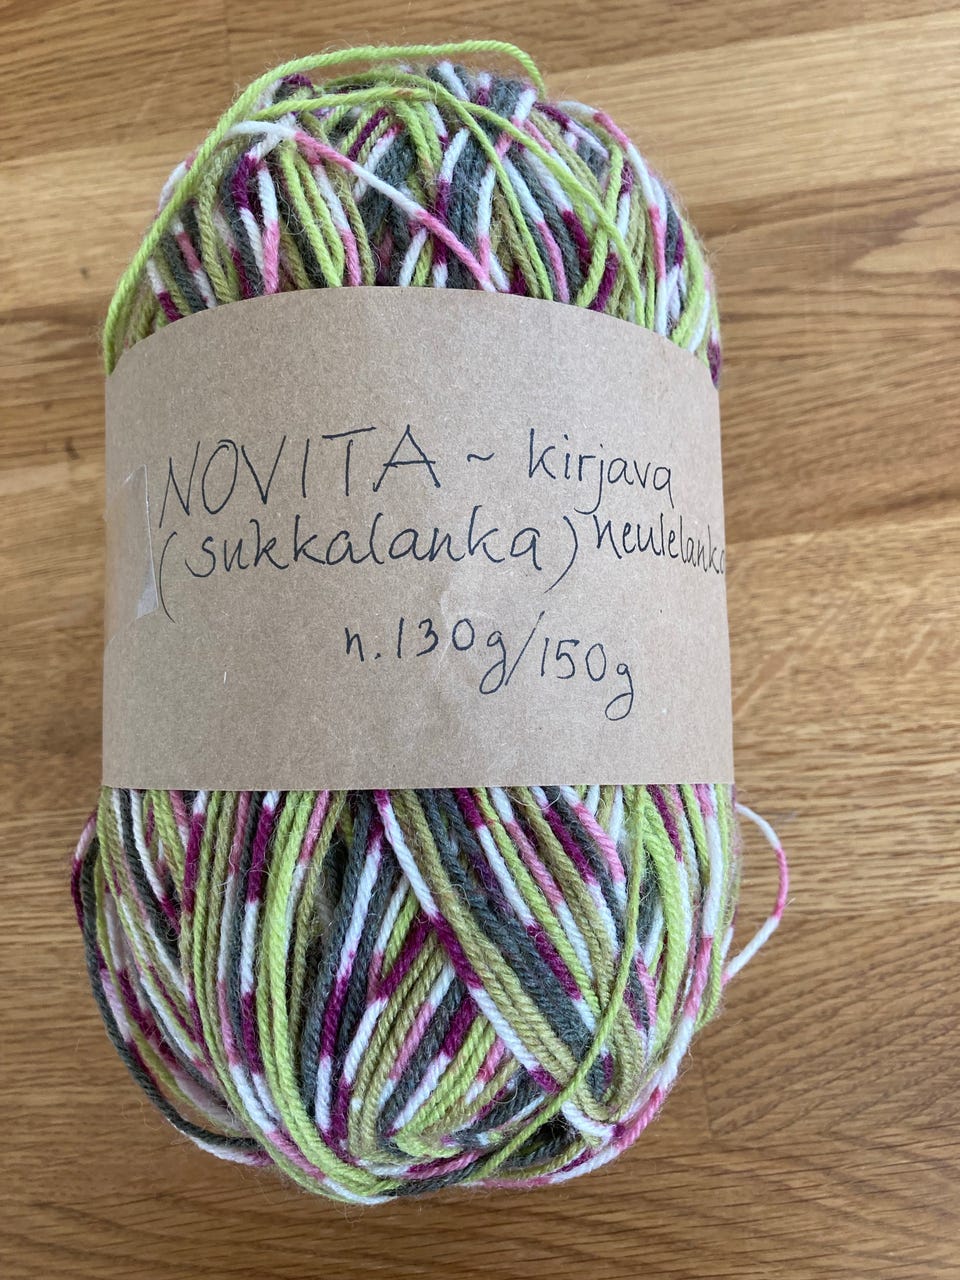 NOVITA ~ kirjava
(sukkalanka) neulelanka
n.130g/150g